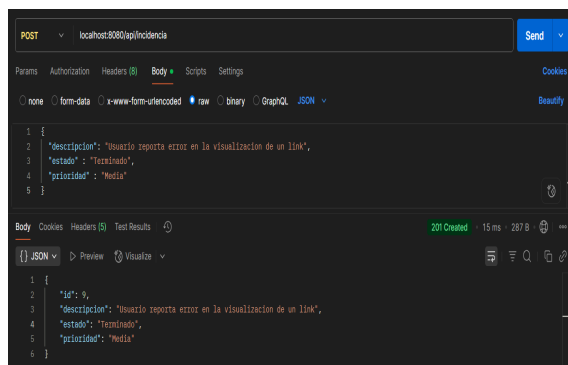 POST localhost:8080/api/incidencia Send
Params Authorization Headers (8) Body Scripts Settings Cookies
none form-data x-www-form-urlencoded raw binary GraphQL JSON Beautify
1 {
2 "descripcion": "Usuario reporta error en la visualizacion de un link",
3 "estado" : "Terminado",
4 "prioridad" : "Media"
5 }
Body Cookies Headers (5) Test Results 201 Created 15 ms 287 B
{} JSON Preview Visualize
1 {
2 "id": 9,
3 "descripcion": "Usuario reporta error en la visualizacion de un link",
4 "estado": "Terminado",
5 "prioridad": "Media"
6 }